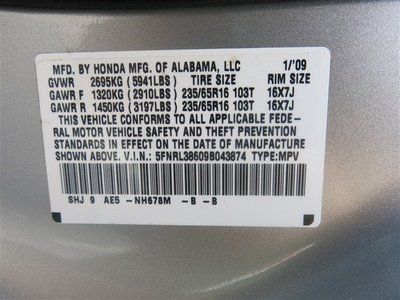 MFD. BY HONDA MFG. OF ALABAMA, LLC 1/'09
GVWR 2695KG (5941LBS) TIRE SIZE RIM SIZE
GAWR F 1320KG (2910LBS) 235/65R16 103T 16X7J
GAWR R 1450KG (3197LBS) 235/65R16 103T 16X7J
THIS VEHICLE CONFORMS TO ALL APPLICABLE FEDE-
RAL MOTOR VEHICLE SAFETY AND THEFT PREVENTION
STANDARDS IN EFFECT ON THE DATE OF MANUFACTURE
SHOWN ABOVE. V.I.N.: 5FNRL38609B043874 TYPE: MPV
SHJ 9 AE5 -NH678M -B -B